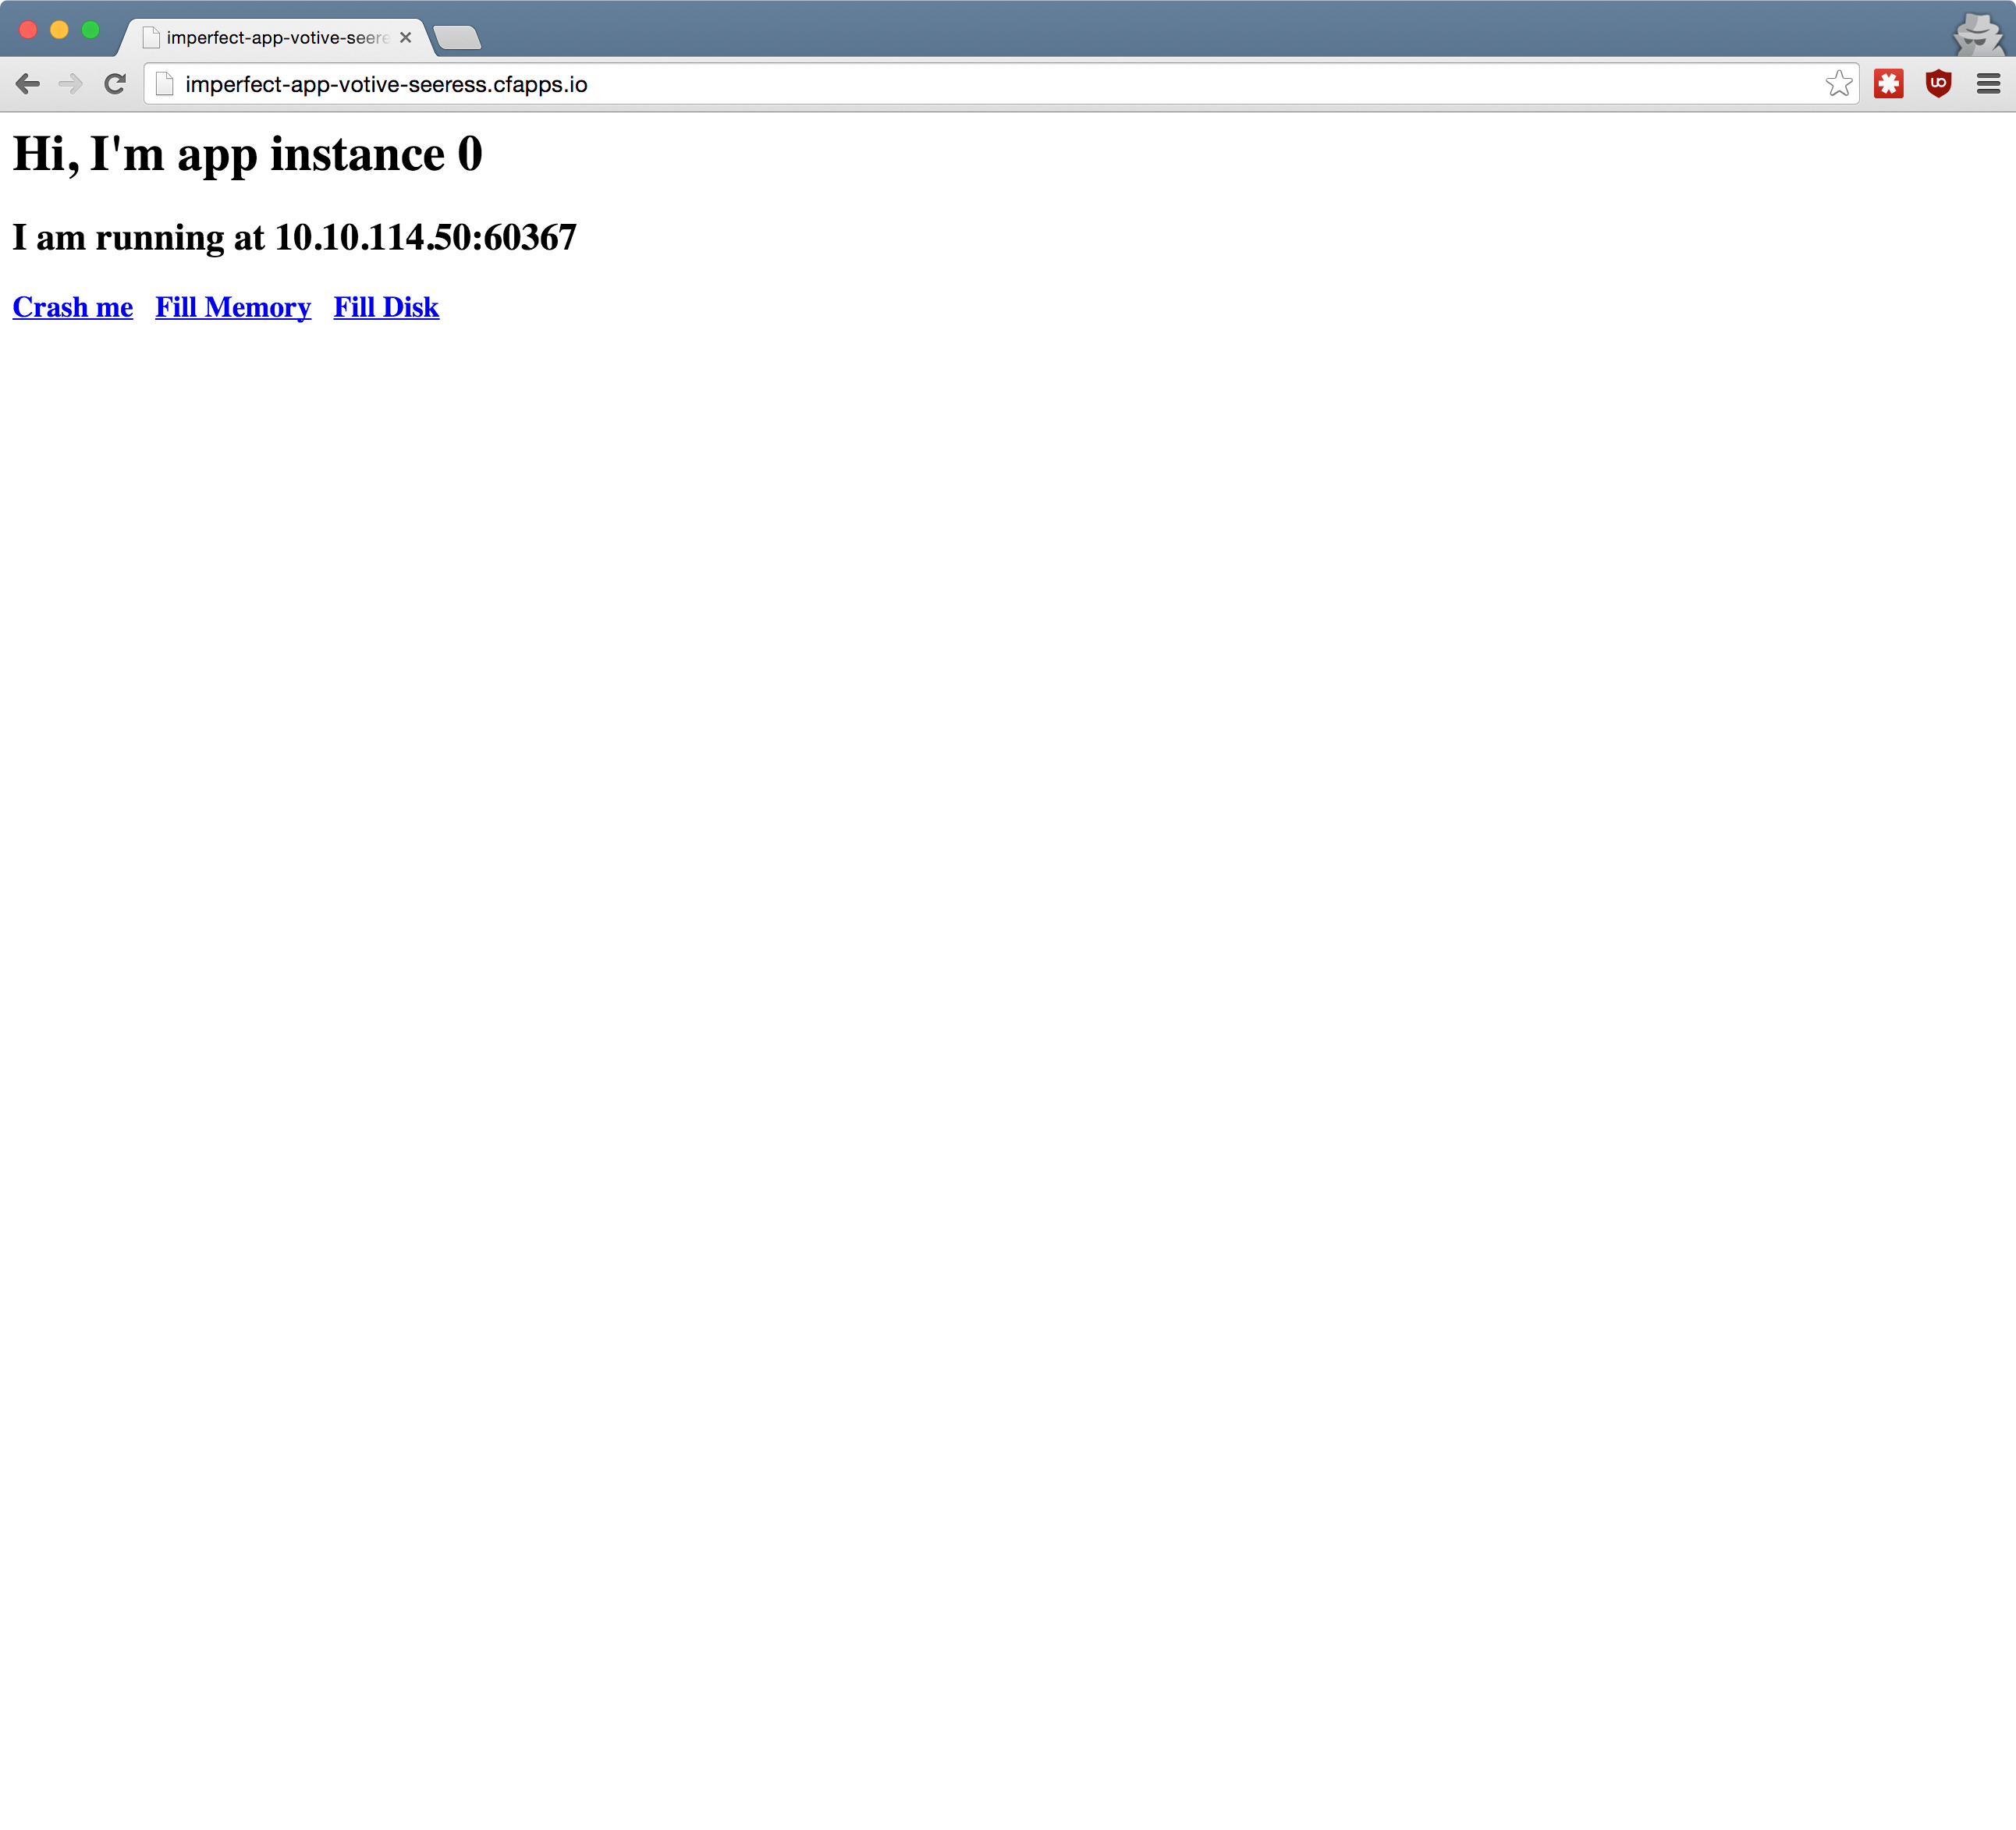 imperfect-app-votive-seere
imperfect-app-votive-seeress.cfapps.io
Hi, I'm app instance 0
I am running at 10.10.114.50:60367
Crash me Fill Memory Fill Disk